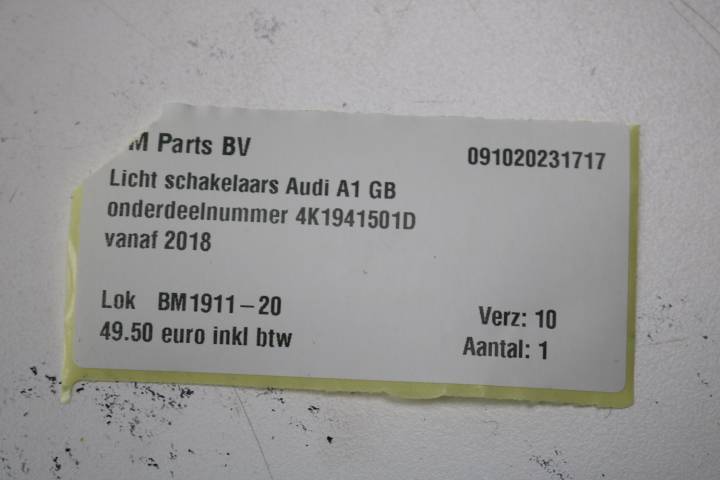 M Parts BV 091020231717
Licht schakelaars Audi A1 GB
onderdeelnummer 4K1941501D
vanaf 2018
Lok BM1911-20 Verz: 10
49.50 euro inkl btw Aantal: 1